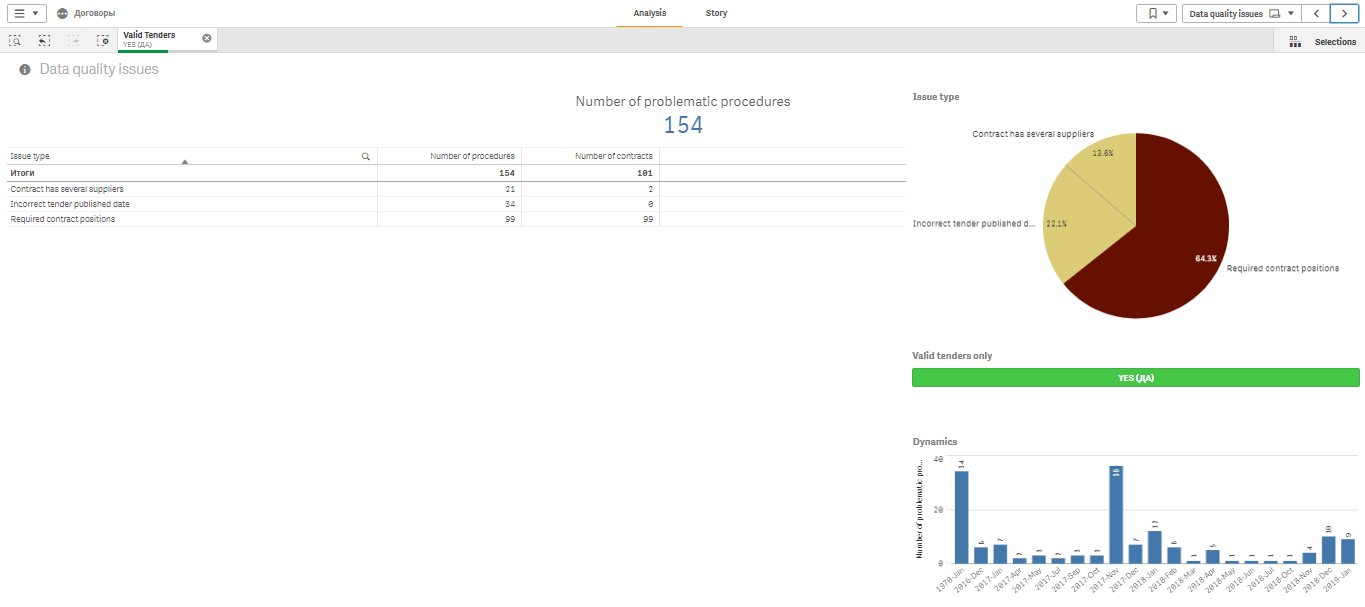 Договоры
Analysis
Story
Data quality issues
Valid Tenders
YES (ДА)
Selections
Data quality issues
Number of problematic procedures
154
Issue type Number of procedures Number of contracts
Итоги 154 101
Contract has several suppliers 21 2
Incorrect tender published date 34 0
Required contract positions 99 99
Issue type
Contract has several suppliers
13.6%
Incorrect tender published d... 22.1%
64.3%
Required contract positions
Valid tenders only
YES (ДА)
Dynamics
Number of problematic pro...
40
20
0
34 6 7 2 3 2 3 3 7 12 6 1 5 1 1 1 1 4 10 9
1970-Jan 2016-Dec 2017-Jan 2017-Apr 2017-May 2017-Jul 2017-Sep 2017-Oct 2017-Nov 2017-Dec 2018-Jan 2018-Feb 2018-Mar 2018-Apr 2018-May 2018-Jun 2018-Jul 2018-Oct 2018-Nov 2018-Dec 2019-Jan